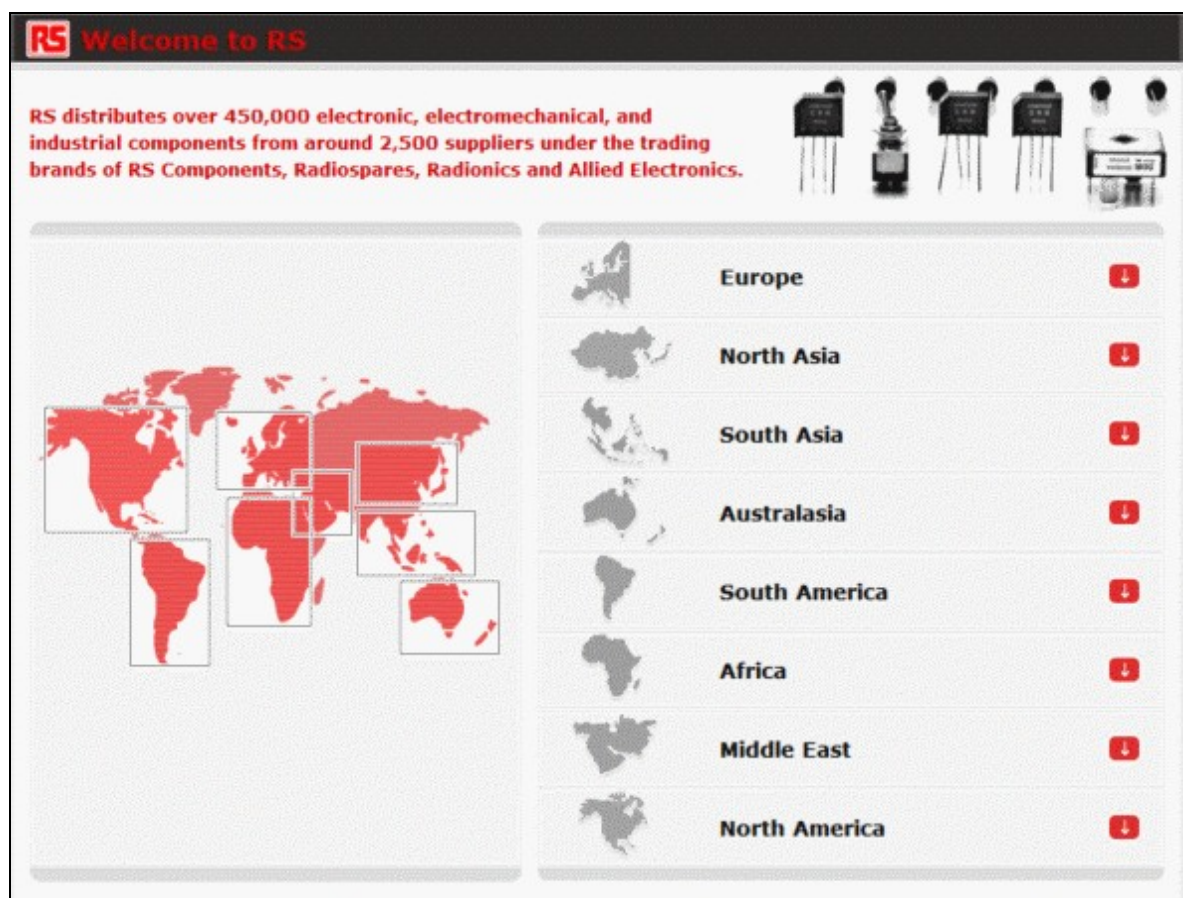 RS Welcome to RS
RS distributes over 450,000 electronic, electromechanical, and
industrial components from around 2,500 suppliers under the trading
brands of RS Components, Radiospares, Radionics and Allied Electronics.
Europe
North Asia
South Asia
Australasia
South America
Africa
Middle East
North America